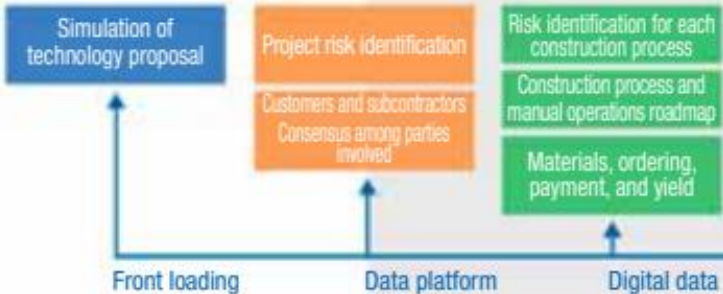 Simulation of
technology proposal
Project risk identification
Customers and subcontractors
Consensus among parties
involved
Risk identification for each
construction process
Construction process and
manual operations roadmap
Materials, ordering,
payment, and yield
Front loading
Data platform
Digital data